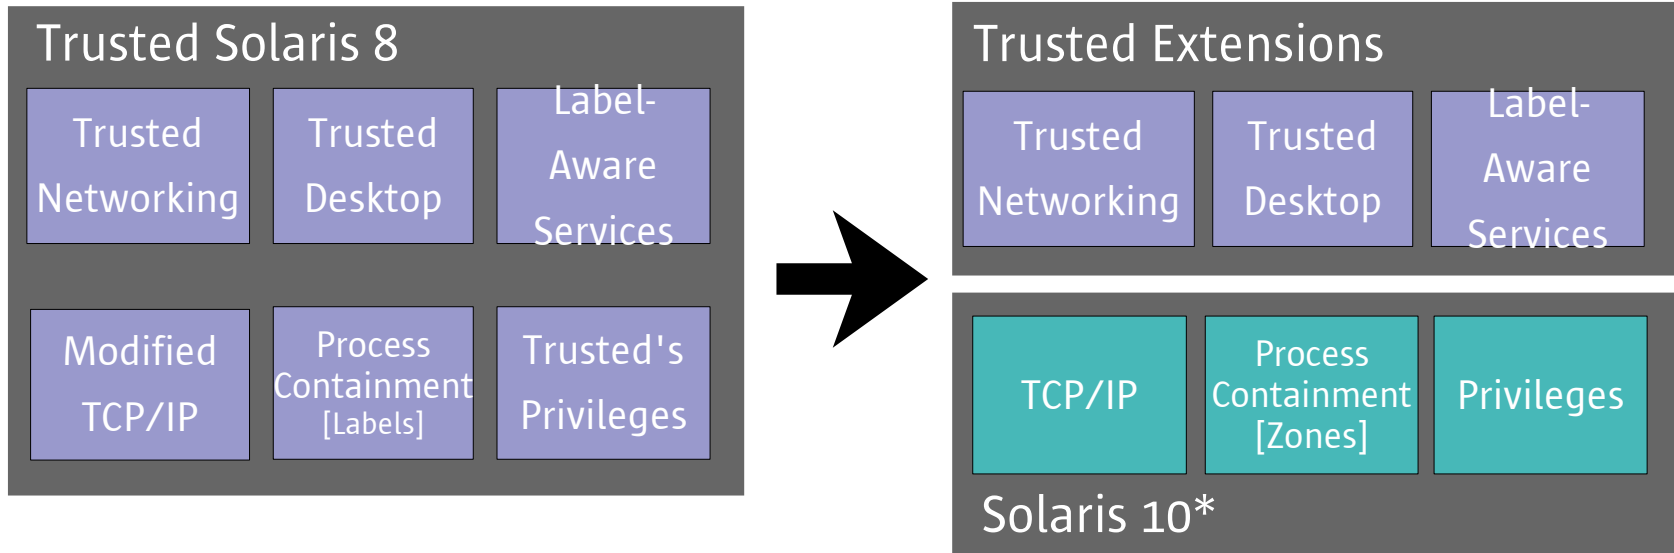 Trusted Solaris 8
Trusted
Networking
Trusted
Desktop
Label-
Aware
Services
Modified
TCP/IP
Process
Containment
[Labels]
Trusted's
Privileges
Trusted Extensions
Trusted
Networking
Trusted
Desktop
Label-
Aware
Services
TCP/IP
Process
Containment
[Zones]
Privileges
Solaris 10*